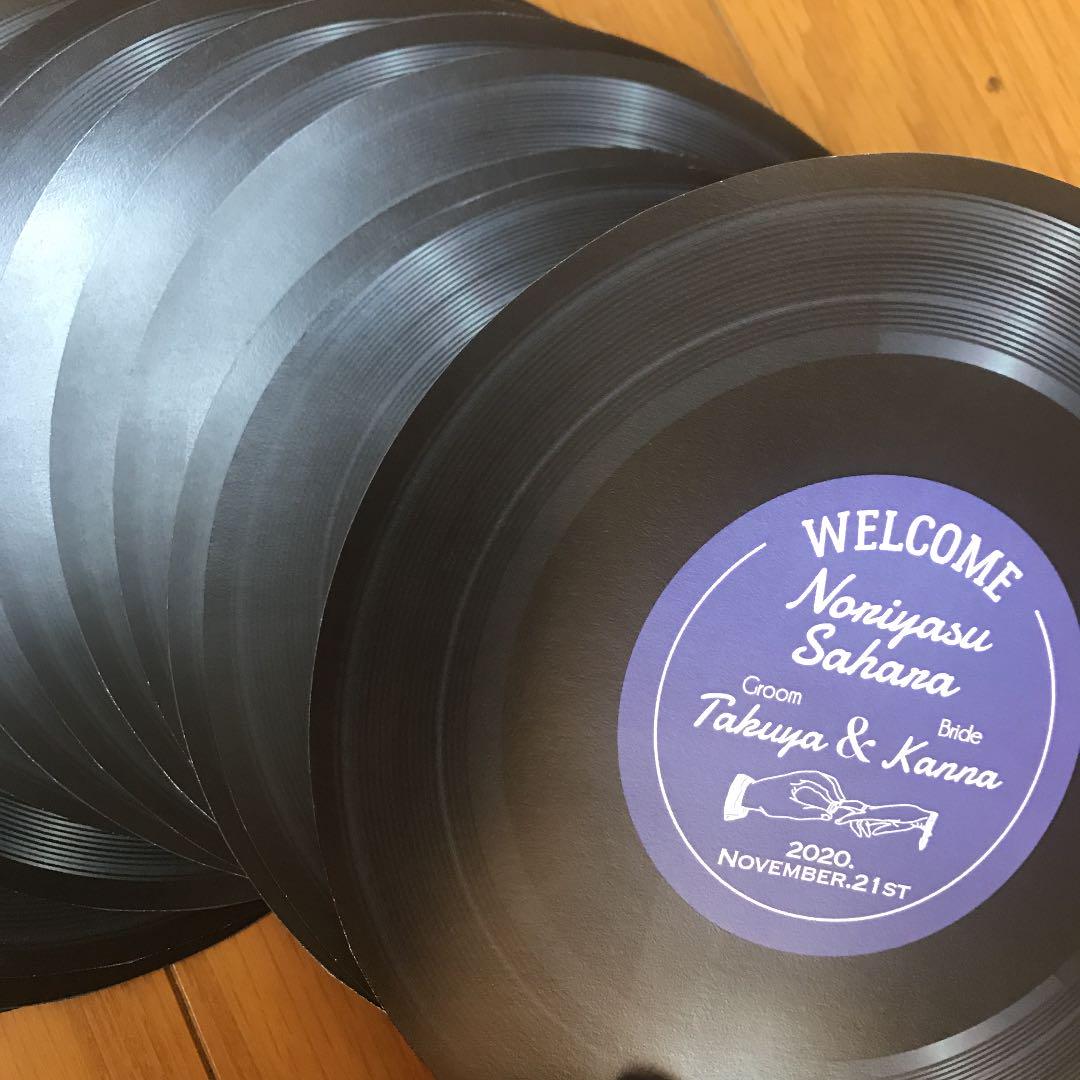 WELCOME
Noriyasu
Sahara
Groom
Bride
Takuya & Kanna
2020.
NOVEMBER.21ST